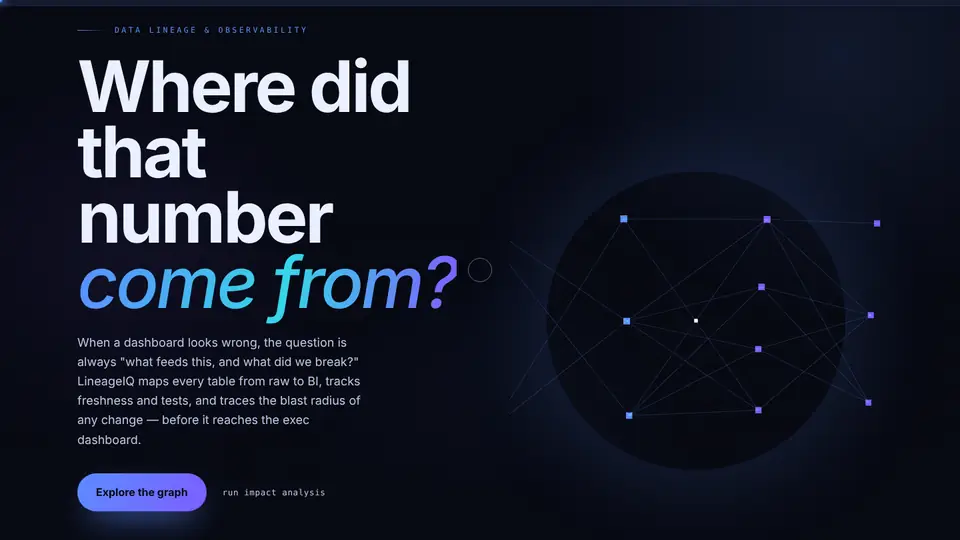 DATA LINEAGE & OBSERVABILITY
Where did
that
number
come from?
When a dashboard looks wrong, the question is
always "what feeds this, and what did we break?"
LineageIQ maps every table from raw to BI, tracks
freshness and tests, and traces the blast radius of
any change — before it reaches the exec
dashboard.
Explore the graph
run impact analysis